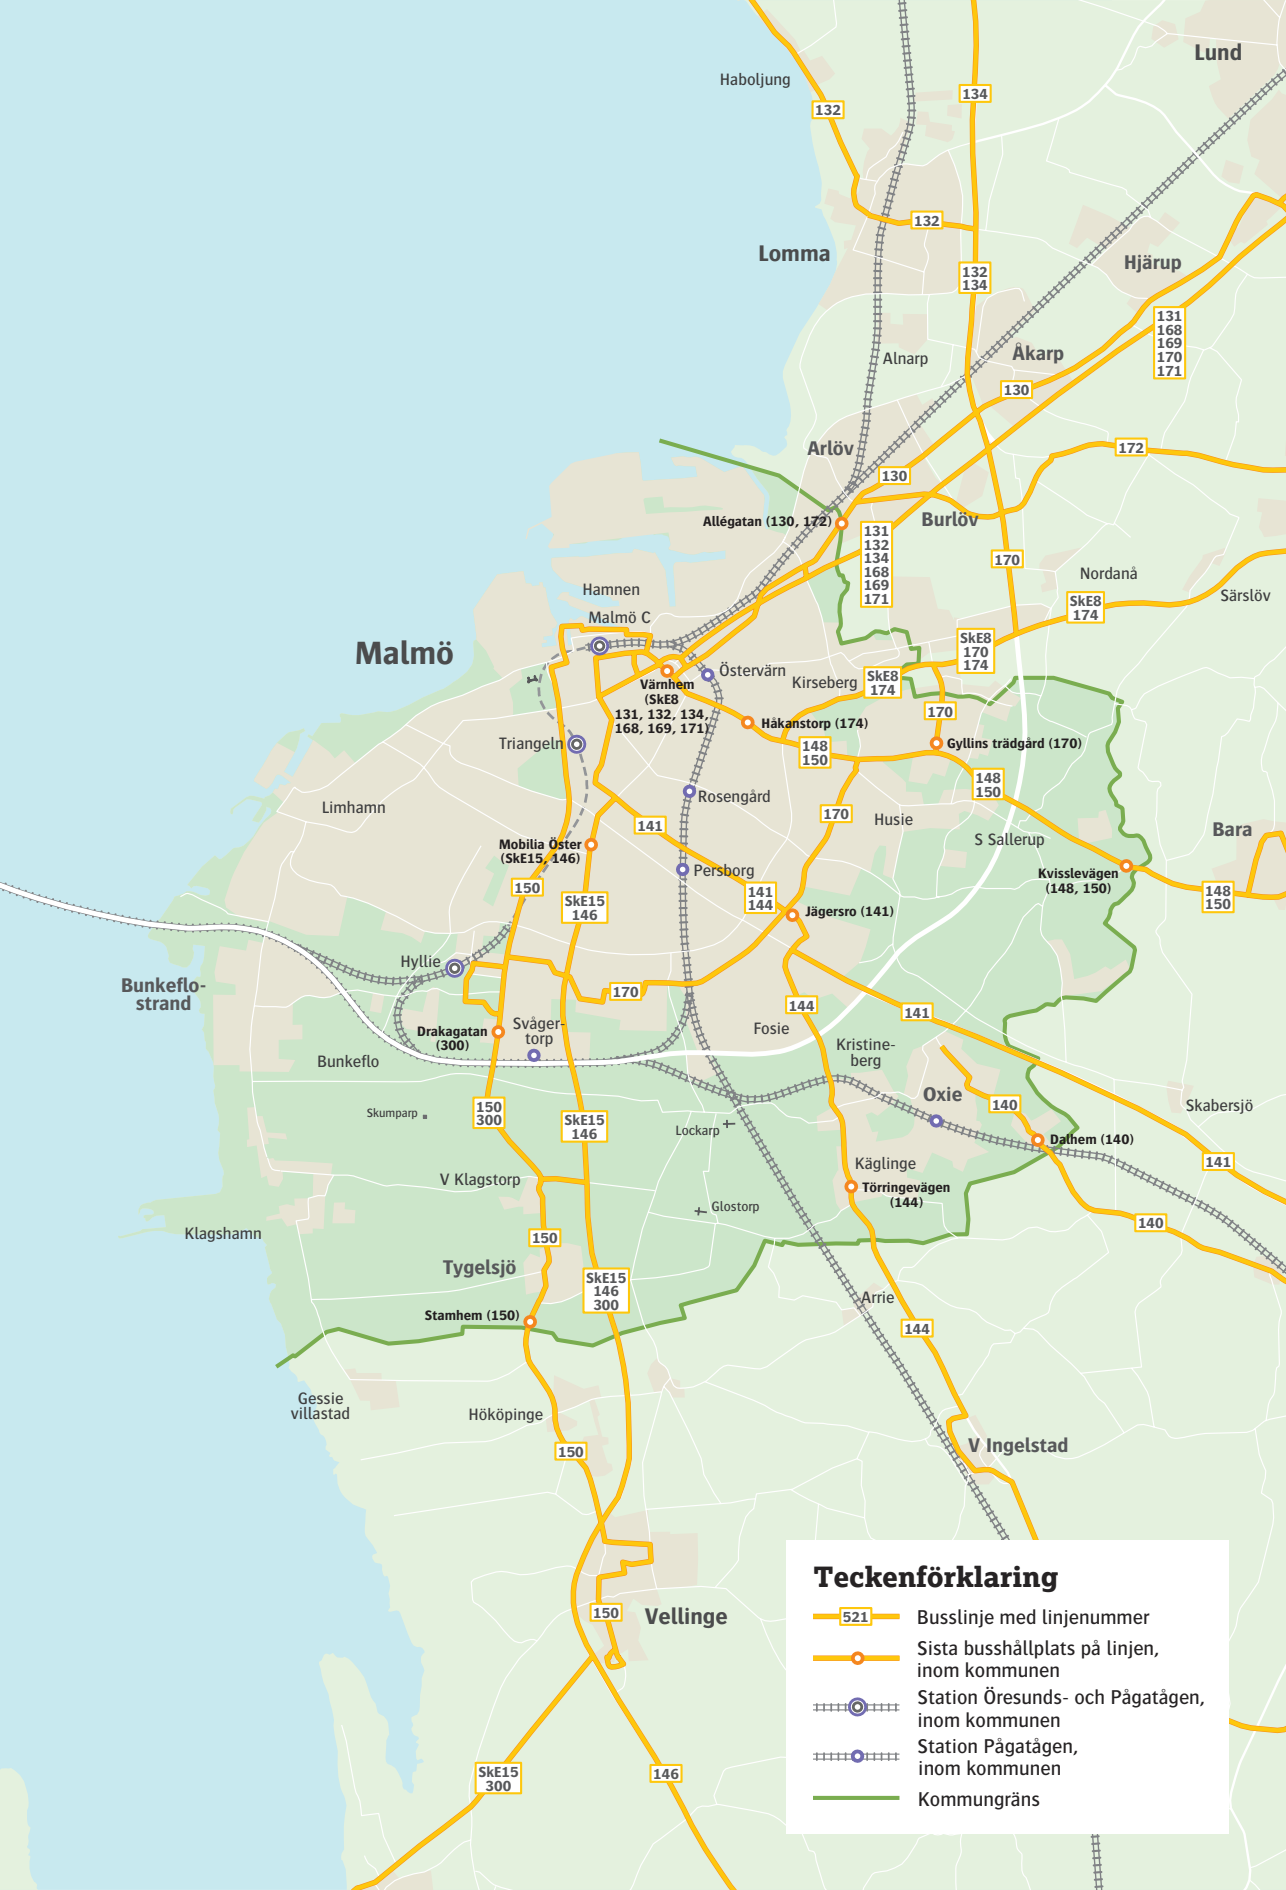 Lund
Haboljung
134
132
132
Lomma
Hjärup
132
134
131
168
169
170
171
Alnarp
Åkarp
130
Arlöv
172
130
Allégatan (130, 172)
Burlöv
131
132
134
168
169
171
170
Nordanå
Hamnen
SkE8
174
Särslöv
Malmö C
Malmö
SkE8
170
174
Östervärn
Kirseberg
SkE8
174
Värnhem
(SkE8
131, 132, 134,
168, 169, 171)
170
Håkanstorp (174)
Triangeln
148
150
Gyllins trädgård (170)
148
150
Rosengård
Limhamn
170
Husie
141
Bara
S Sallerup
Mobilia Öster
(SkE15, 146)
Persborg
Kvisslevägen
(148, 150)
150
141
144
148
150
SkE15
146
Jägersro (141)
Hyllie
Bunkeflo-
strand
170
144
141
Drakagatan
(300)
Svåger-
torp
Fosie
Kristine-
berg
Bunkeflo
Oxie
140
Skabersjö
150
300
Skumparp
SkE15
146
Lockarp
Dalhem (140)
141
Käglinge
V Klagstorp
Törringevägen
(144)
Glostorp
140
Klagshamn
150
Tygelsjö
SkE15
146
300
Arrie
Stamhem (150)
144
Gessie
villastad
Hököpinge
150
V Ingelstad
Teckenförklaring
521
Busslinje med linjenummer
Sista busshållplats på linjen,
inom kommunen
Station Öresunds- och Pågatågen,
inom kommunen
Station Pågatågen,
inom kommunen
Kommungräns
150
Vellinge
SkE15
300
146